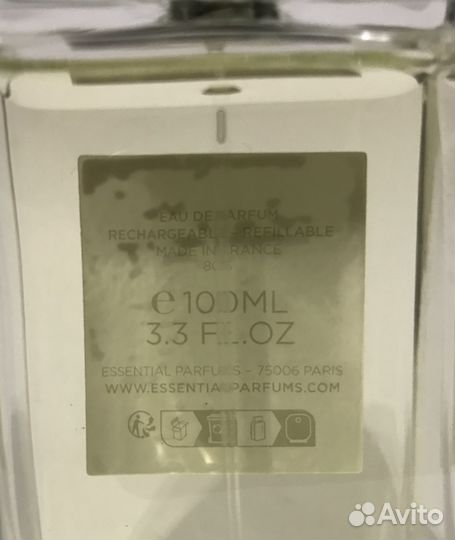 EAU DE PARFUM
RECHARGEABLE – REFILLABLE
MADE IN FRANCE
℮ 100ML
3.3 FL.OZ
ESSENTIAL PARFUMS – 75006 PARIS
WWW.ESSENTIALPARFUMS.COM
Avito